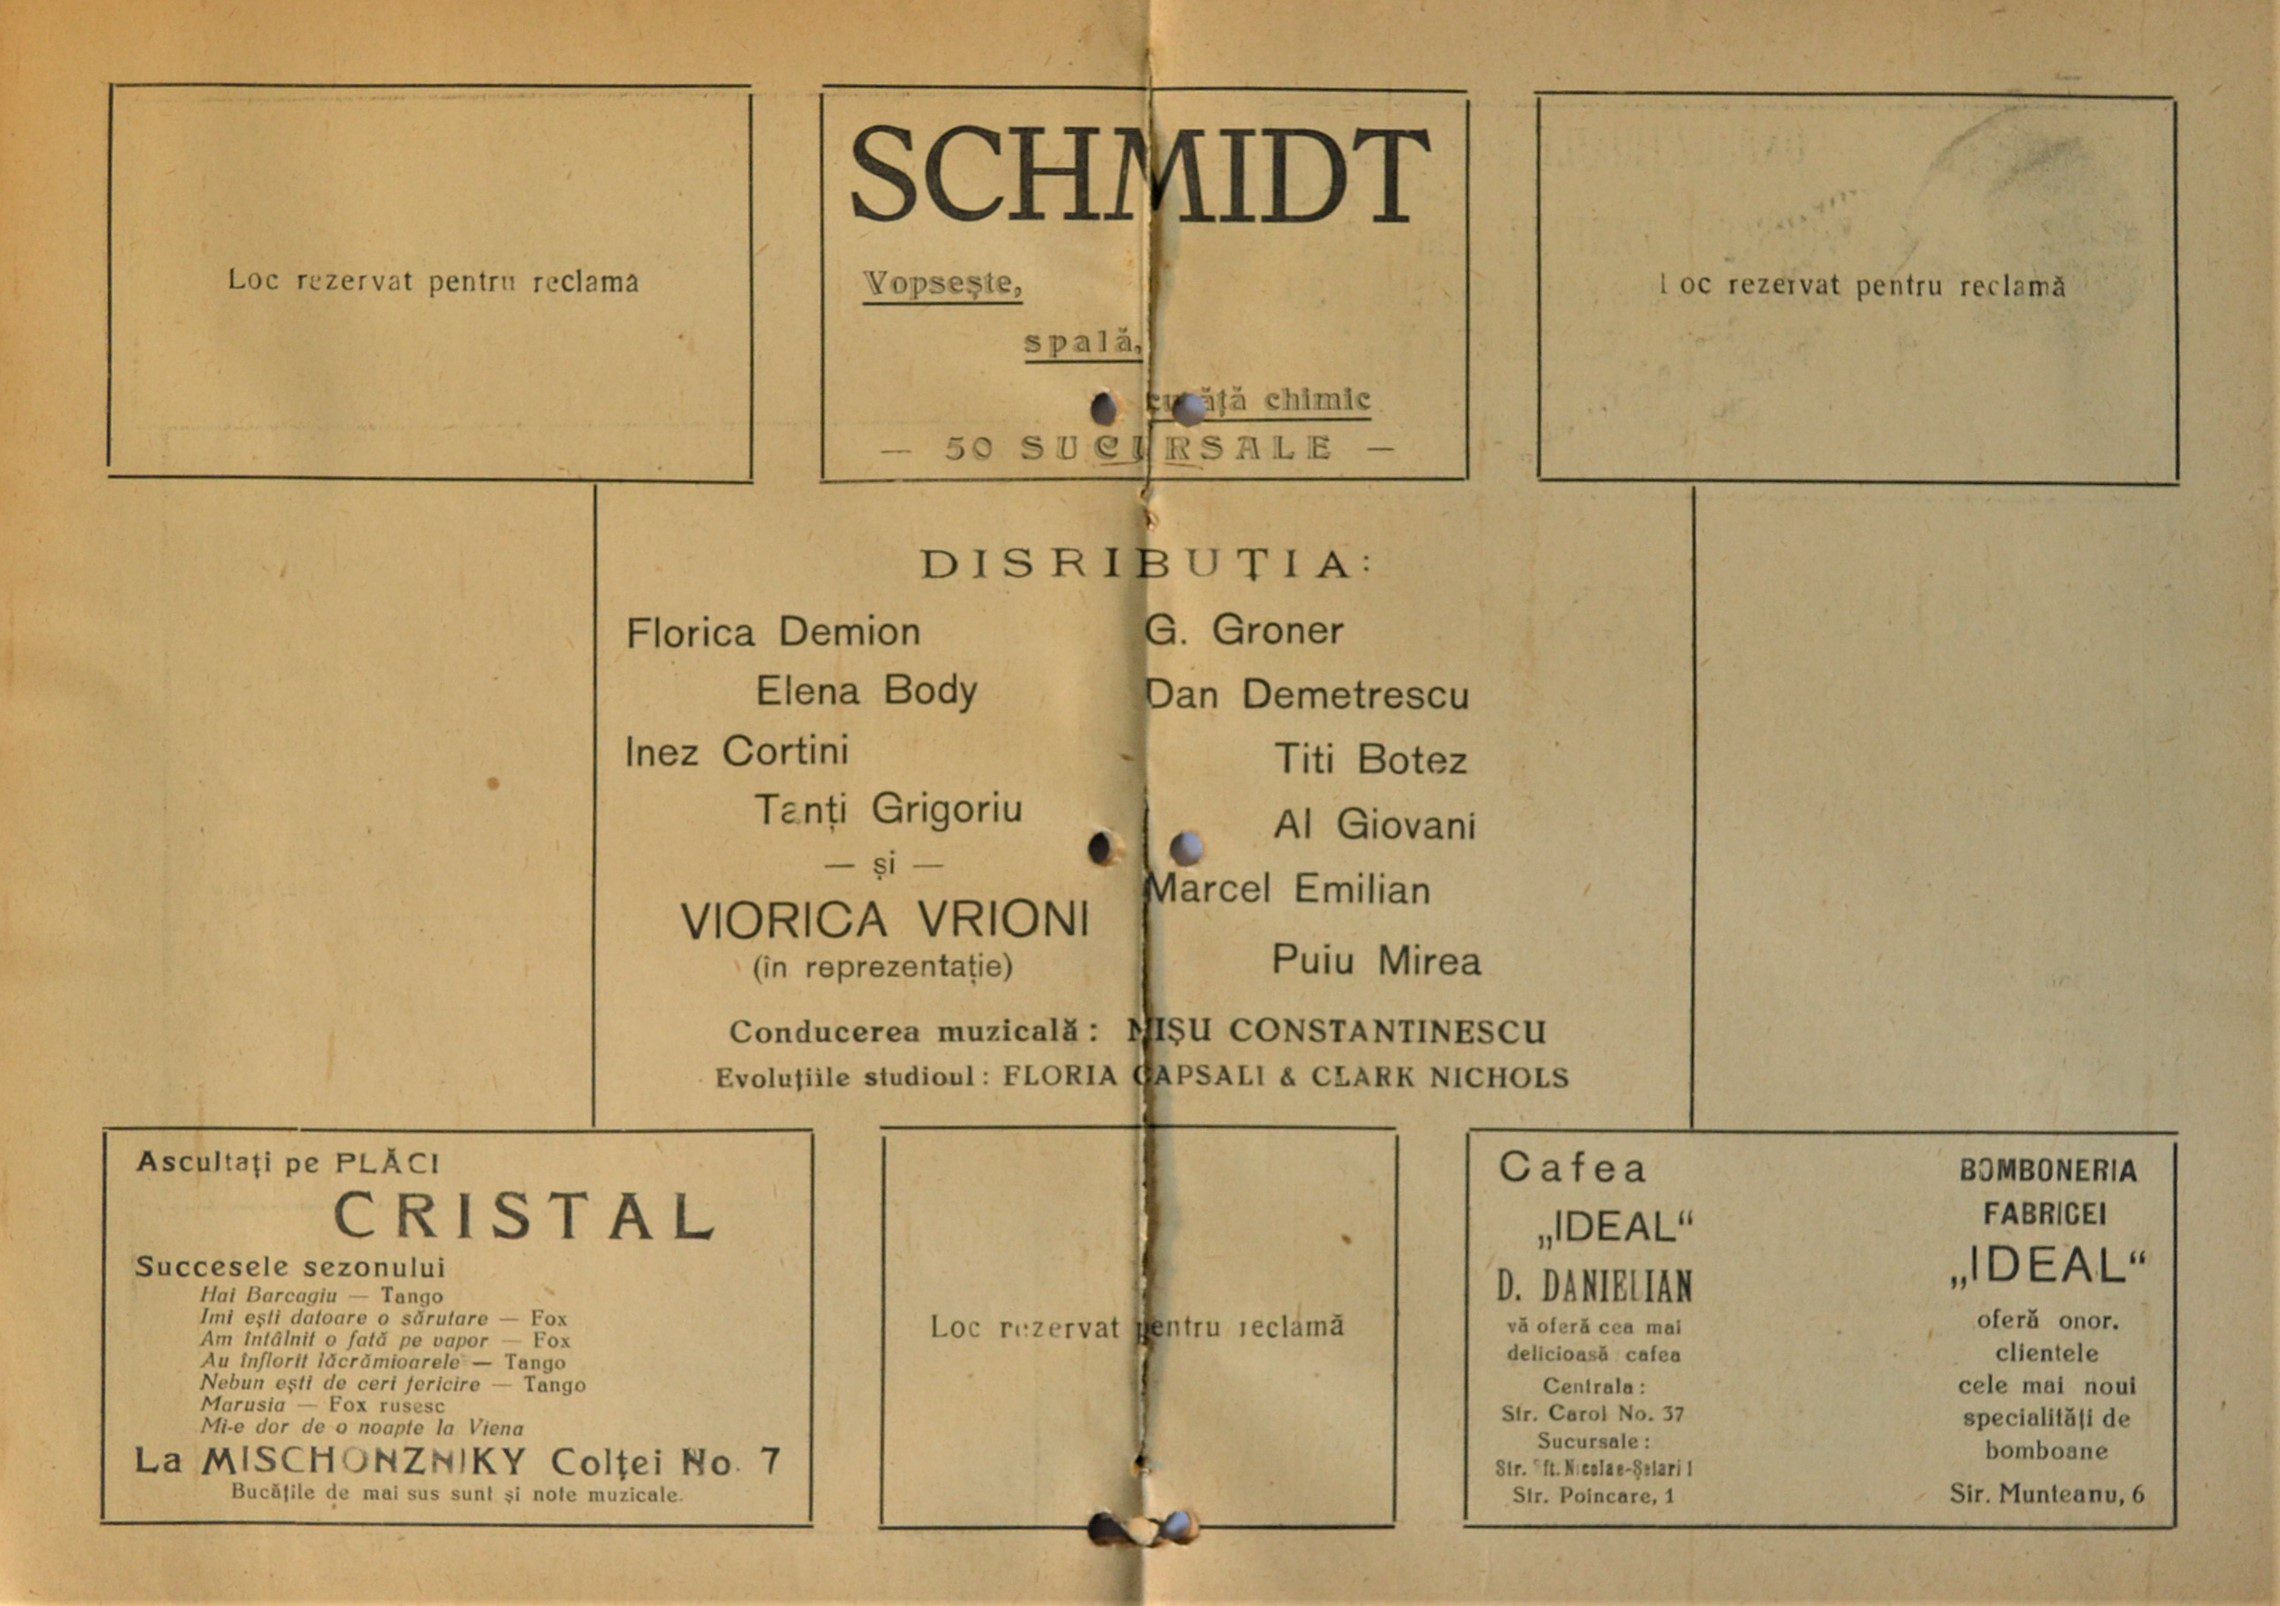 Loc rezervat pentru reclama
SCHMIDT
Vopsește,
spală,
chimic
— 50 SUCURSALE —
oc rezervat pentru reclamă
DISRIBUȚIA:
Florica Demion
Elena Body
Inez Cortini
Tanți Grigoriu
— și —
VIORICA VRIONI
(in reprezentație)
G. Groner
Dan Demetrescu
Titi Botez
Al Giovani
Marcel Emilian
Puiu Mirea
Conducerea muzicală: MIȘU CONSTANTINESCU
Evoluțiile studioul: FLORIA CAPSALI & CLARK NICHOLS
Ascultați pe PLĂCI
CRISTAL
Succesele sezonului
Hai Barcagiu — Tango
Imi ești datoare o sărutare — Fox
Am întâlnit o fată pe vapor — Fox
Au înflorit lăcrămioarele — Tango
Nebun ești de ceri fericire — Tango
Marusia — Fox rusesc
Mi-e dor de o noapte la Viena
La MISCHONZNIKY Colței No. 7
Bucățile de mai sus sunt și note muzicale.
Loc rezervat pentru reclamă
Cafea
„IDEAL“
D. DANIELIAN
vă oferă cea mai
delicioasă cafea
Centrala:
Str. Carol No. 37
Sucursale:
Str. Nicolae-Șelari 1
Str. Poincare, 1
BOMBONERIA
FABRICEI
„IDEAL“
oferă onor.
clientele
cele mai noui
specialități de
bomboane
Str. Munteanu, 6